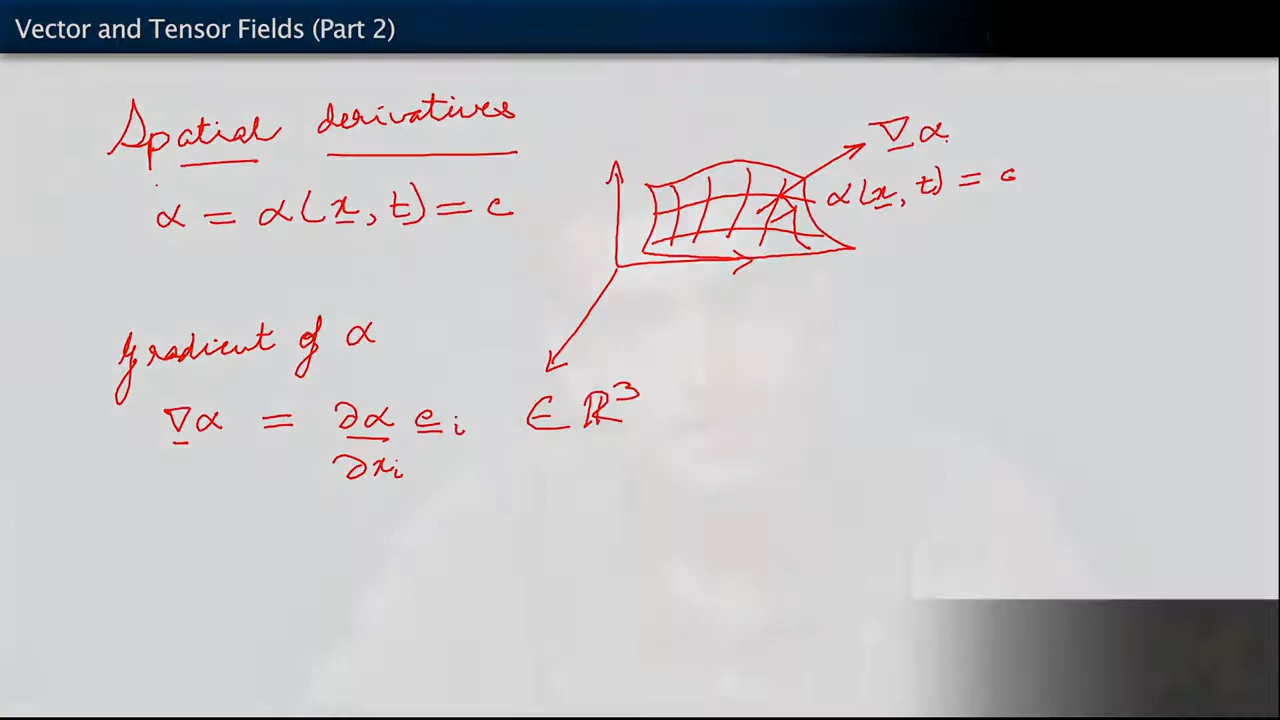 Vector and Tensor Fields (Part 2)
Spatial derivatives
α = α(x, t) = c
∇α
α(x, t) = c
gradient of α
∇α = ∂α/∂xᵢ eᵢ ∈ ℝ³